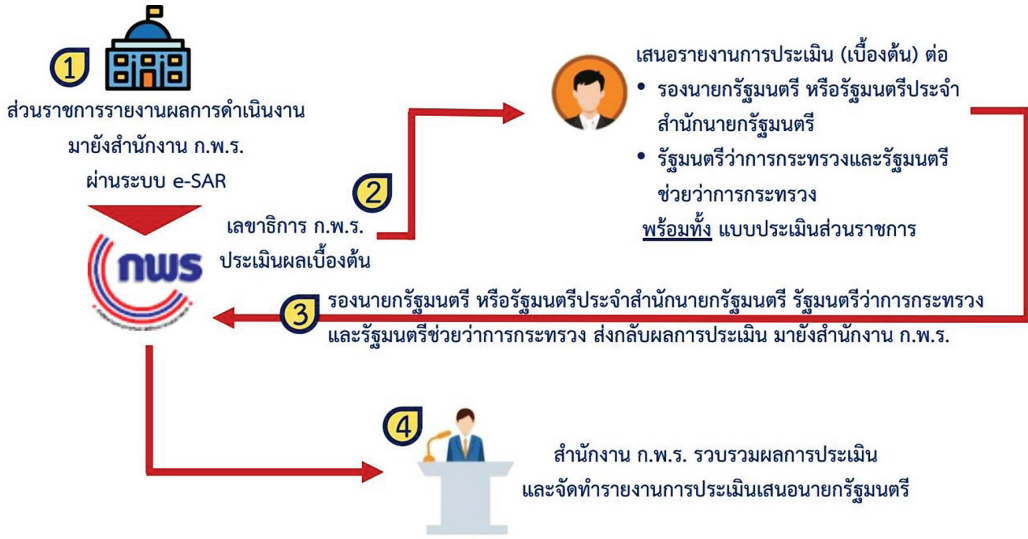 1
ส่วนราชการรายงานผลการดำเนินงาน
มายังสำนักงาน ก.พ.ร.
ผ่านระบบ e-SAR
กพร
2
เลขาธิการ ก.พ.ร.
ประเมินผลเบื้องต้น
เสนอรายงานการประเมิน (เบื้องต้น) ต่อ
• รองนายกรัฐมนตรี หรือรัฐมนตรีประจำ
สำนักนายกรัฐมนตรี
• รัฐมนตรีว่าการกระทรวงและรัฐมนตรี
ช่วยว่าการกระทรวง
พร้อมทั้ง แบบประเมินส่วนราชการ
3
รองนายกรัฐมนตรี หรือรัฐมนตรีประจำสำนักนายกรัฐมนตรี รัฐมนตรีว่าการกระทรวง
และรัฐมนตรีช่วยว่าการกระทรวง ส่งกลับผลการประเมิน มายังสำนักงาน ก.พ.ร.
4
สำนักงาน ก.พ.ร. รวบรวมผลการประเมิน
และจัดทำรายงานการประเมินเสนอนายกรัฐมนตรี